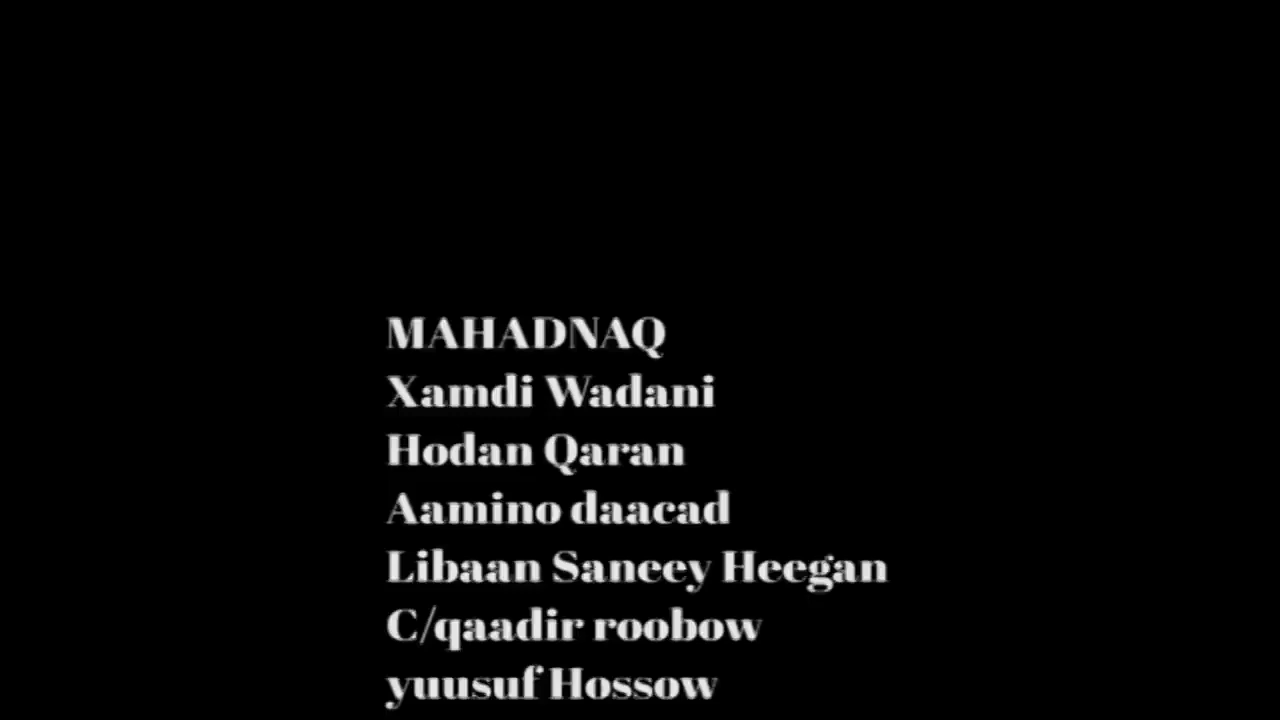 MAHADNAQ
Xamdi Wadani
Hodan Qaran
Aamino daacad
Libaan Saneey Heegan
C/qaadir roobow
yuusuf Hossow